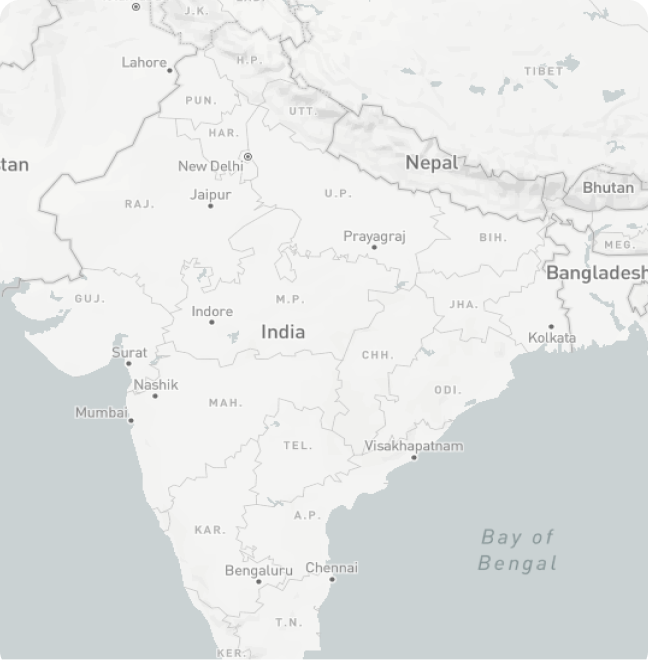 J.K.
Lahore
H.P.
TIBET
PUN.
UTT.
HAR.
stan
New Delhi
Nepal
Bhutan
Jaipur
U.P.
RAJ.
Prayagraj
BIH.
MEG.
Bangladesh
GUJ.
M.P.
JHA.
Indore
India
Kolkata
Surat
CHH.
Nashik
ODI.
MAH.
Mumbai
TEL.
Visakhapatnam
A.P.
KAR.
Bay of
Bengal
Bengaluru
Chennai
T.N.
KER.